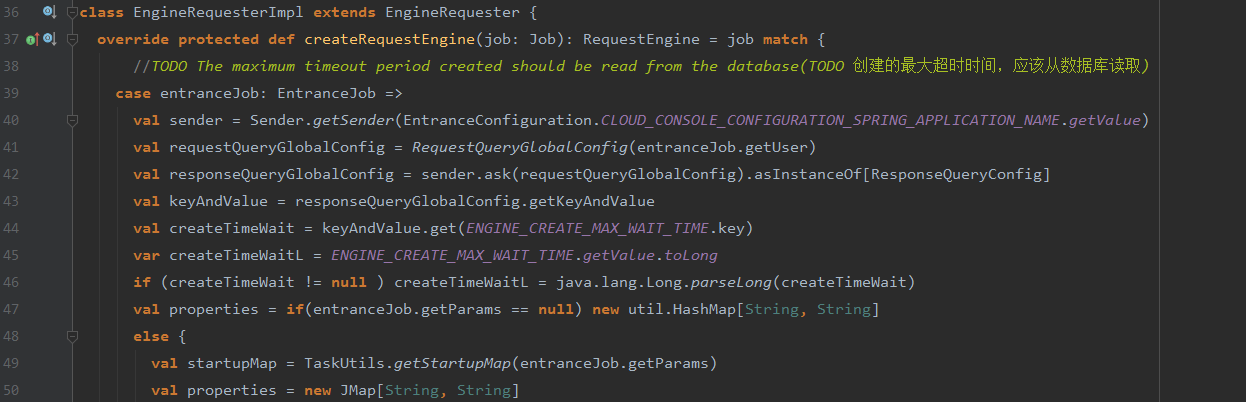 36 class EngineRequesterImpl extends EngineRequester {
37 override protected def createRequestEngine(job: Job): RequestEngine = job match {
38 //TODO The maximum timeout period created should be read from the database(TODO 创建的最大超时时间，应该从数据库读取)
39 case entranceJob: EntranceJob =>
40 val sender = Sender.getSender(EntranceConfiguration.CLOUD_CONSOLE_CONFIGURATION_SPRING_APPLICATION_NAME.getValue)
41 val requestQueryGlobalConfig = RequestQueryGlobalConfig(entranceJob.getUser)
42 val responseQueryGlobalConfig = sender.ask(requestQueryGlobalConfig).asInstanceOf[ResponseQueryConfig]
43 val keyAndValue = responseQueryGlobalConfig.getKeyAndValue
44 val createTimeWait = keyAndValue.get(ENGINE_CREATE_MAX_WAIT_TIME.key)
45 var createTimeWaitL = ENGINE_CREATE_MAX_WAIT_TIME.getValue.toLong
46 if (createTimeWait != null ) createTimeWaitL = java.lang.Long.parseLong(createTimeWait)
47 val properties = if(entranceJob.getParams == null) new util.HashMap[String, String]
48 else {
49 val startupMap = TaskUtils.getStartupMap(entranceJob.getParams)
50 val properties = new JMap[String, String]